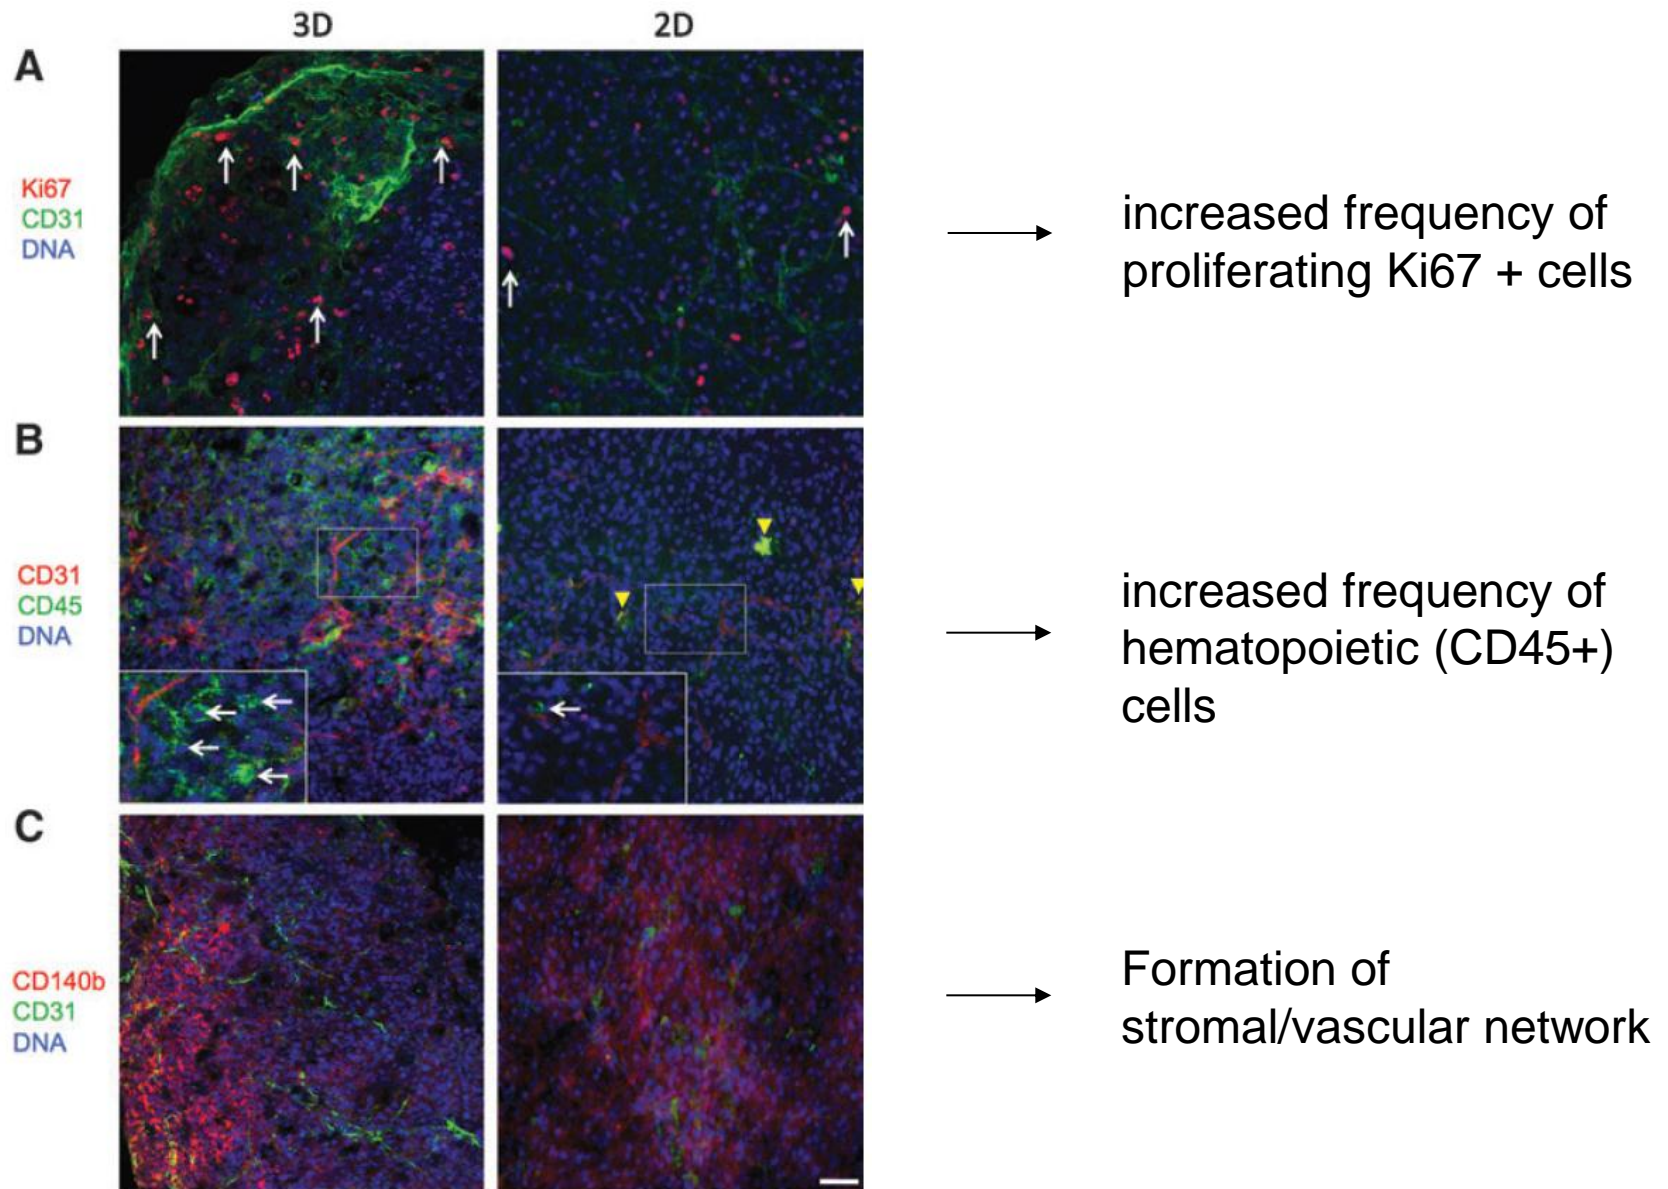 3D
2D
A
Ki67
CD31
DNA
increased frequency of
proliferating Ki67 + cells
B
CD31
CD45
DNA
increased frequency of
hematopoietic (CD45+)
cells
C
CD140b
CD31
DNA
Formation of
stromal/vascular network